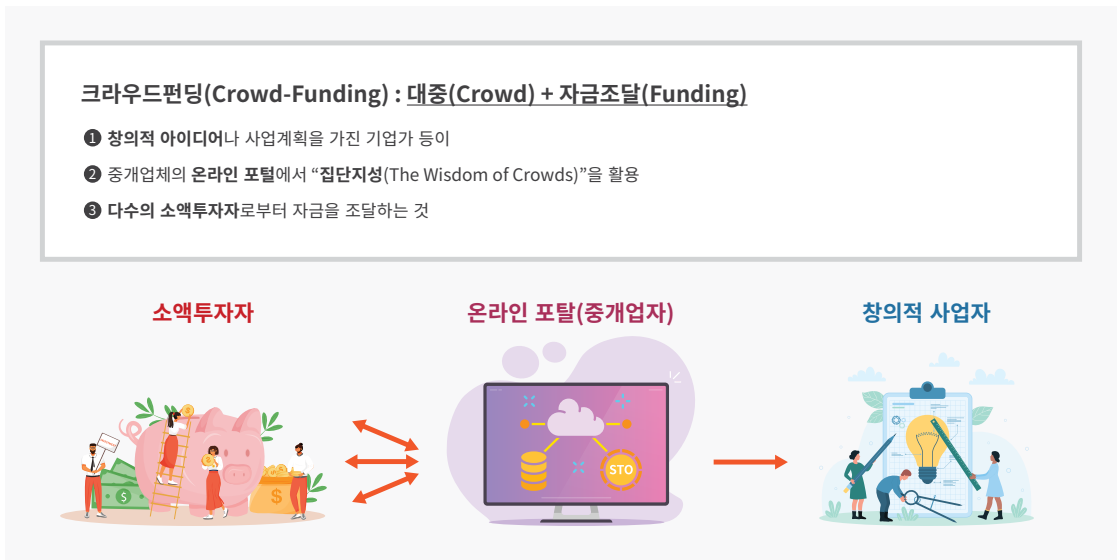 크라우드펀딩(Crowd-Funding) : 대중(Crowd) + 자금조달(Funding)
❶ 창의적 아이디어나 사업계획을 가진 기업가 등이
❷ 중개업체의 온라인 포털에서 “집단지성(The Wisdom of Crowds)”을 활용
❸ 다수의 소액투자자로부터 자금을 조달하는 것
소액투자자
온라인 포탈(중개업자)
창의적 사업자
STO
$
$